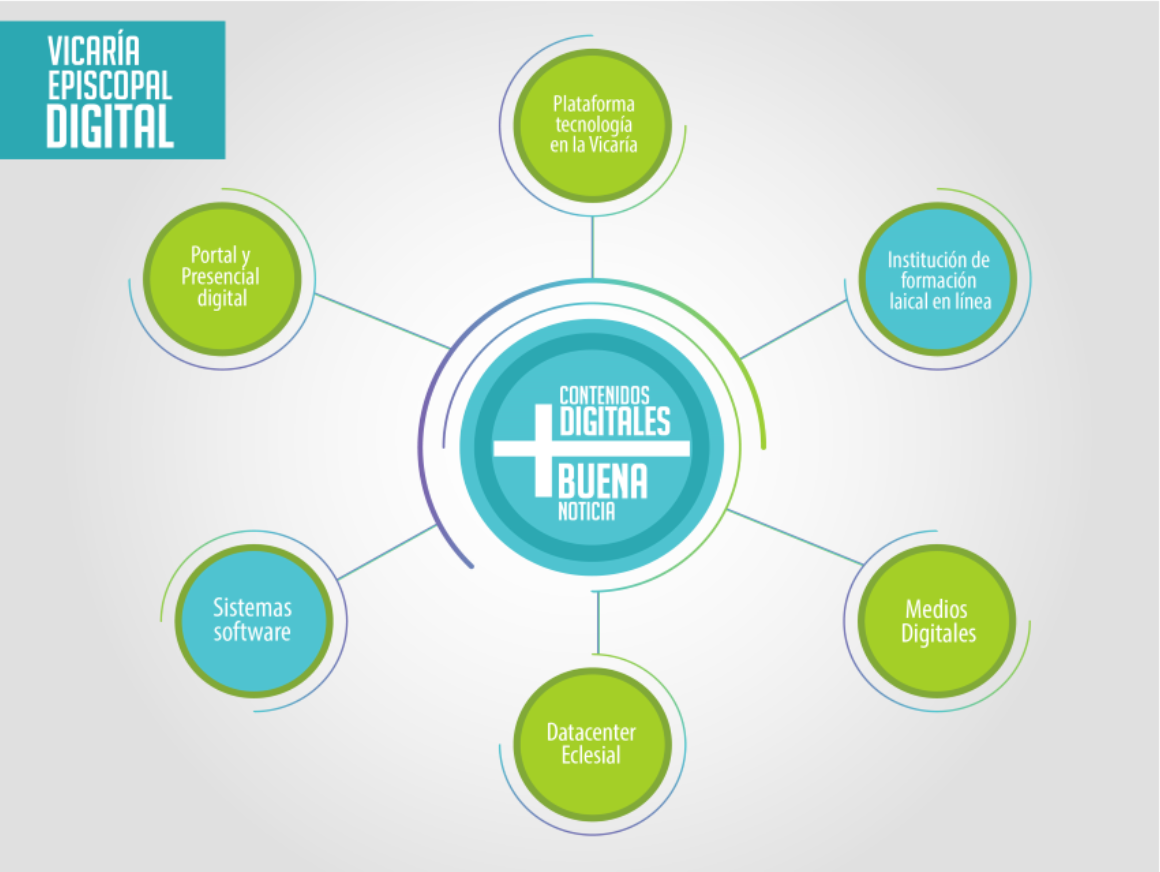 VICARÍA
EPISCOPAL
DIGITAL
Plataforma
tecnología
en la Vicaría
Portal y
Presencial
digital
Institución de
formación
laical en línea
CONTENIDOS
DIGITALES
BUENA
NOTICIA
Sistemas
software
Medios
Digitales
Datacenter
Eclesial